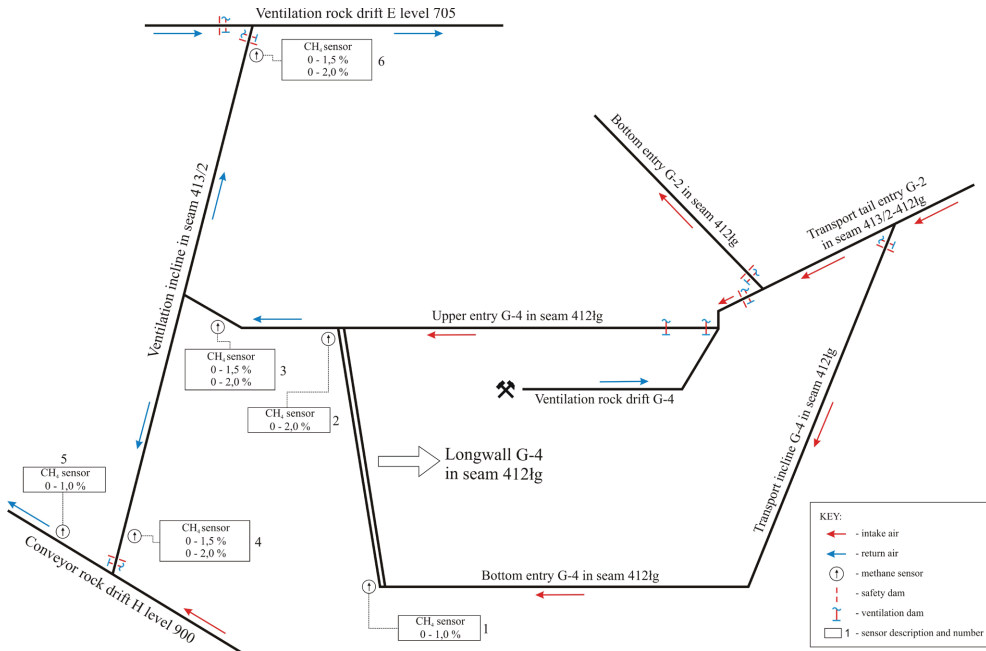 Ventilation rock drift E level 705
CH₄ sensor
0 - 1,5 %
0 - 2,0 %
6
Bottom entry G-2 in seam 412łg
Transport tail entry G-2
in seam 413/2-412łg
Ventilation incline in seam 413/2
Upper entry G-4 in seam 412łg
CH₄ sensor
0 - 1,5 %
0 - 2,0 %
3
CH₄ sensor
0 - 2,0 %
2
Ventilation rock drift G-4
Longwall G-4
in seam 412łg
Transport incline G-4 in seam 412łg
5
CH₄ sensor
0 - 1,0 %
CH₄ sensor
0 - 1,5 %
0 - 2,0 %
4
Conveyor rock drift H level 900
Bottom entry G-4 in seam 412łg
CH₄ sensor
0 - 1,0 %
1
KEY:
- intake air
- return air
- methane sensor
- safety dam
- ventilation dam
1 - sensor description and number